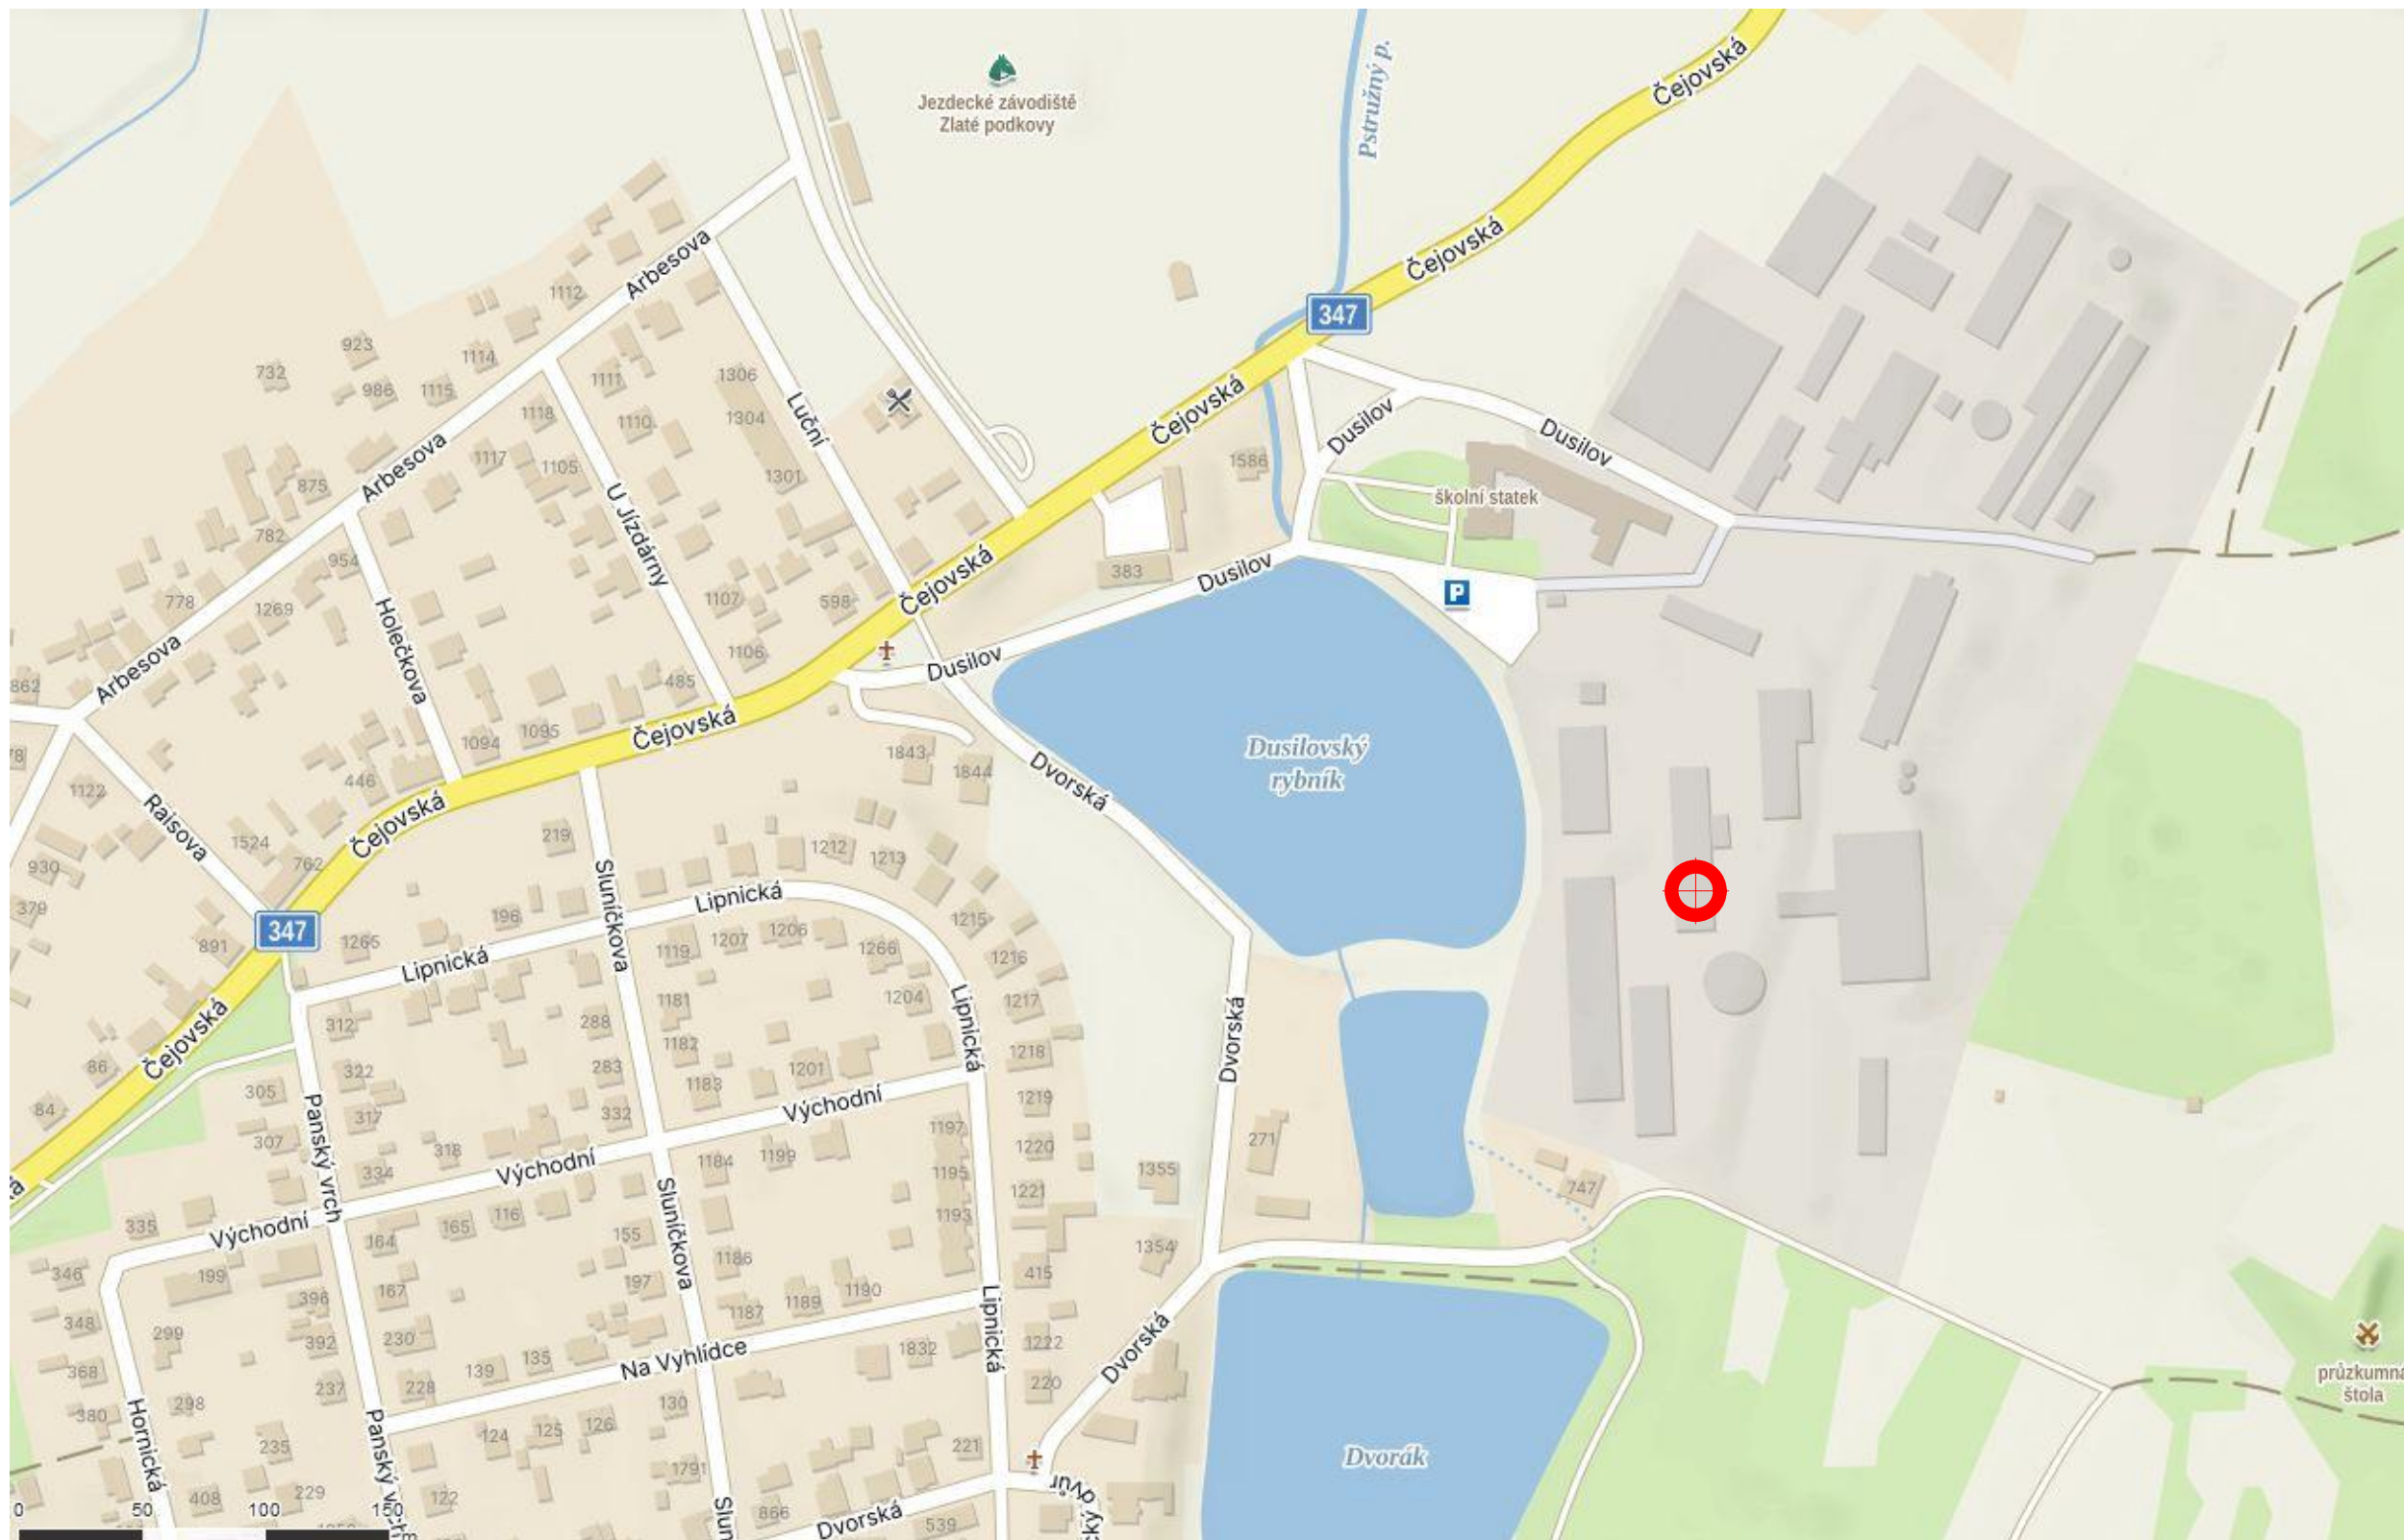 Jezdecké závodiště
Zlaté podkovy
Pstružný p.
Čejovská
Čejovská
347
Arbesova
1112
923
732
1114
986
1115
1111
1118
1110
1306
1304
1301
Luční
Čejovská
Dusilov
Dusilov
1586
školní statek
Arbesova
1117
1105
875
782
954
U Jízdárny
1107
598
Čejovská
383
Dusilov
P
778
1269
Holečkova
Arbesova
1106
485
Dusilov
862
Čejovská
1094
1095
1843
1844
Dvorská
Dusilovský
rybník
78
1122
446
Raisova
Čejovská
1524
762
219
1212
1213
930
379
Sluníčkova
Lipnická
196
1215
347
891
1265
1119
1207
1206
1266
1216
Lipnická
1181
1204
1217
Lipnická
Čejovská
312
288
1182
1218
Dvorská
86
322
283
1183
1201
84
305
317
332
Východní
1219
Panský vrch
307
318
1197
1220
271
334
Východní
1184
1199
1195
1355
1221
747
335
Východní
165
116
155
Sluníčkova
1193
164
1186
1354
346
199
197
415
396
167
1187
1189
1190
Lipnická
348
299
392
230
1222
Dvorská
Na Vyhlídce
1832
368
237
228
139
135
220
průzkumná
štola
380
298
130
Hornická
Panský vrch
235
124
125
126
221
Dvorák
1791
408
229
122
866
Dvorská
539
dvůr
0
50
100
150